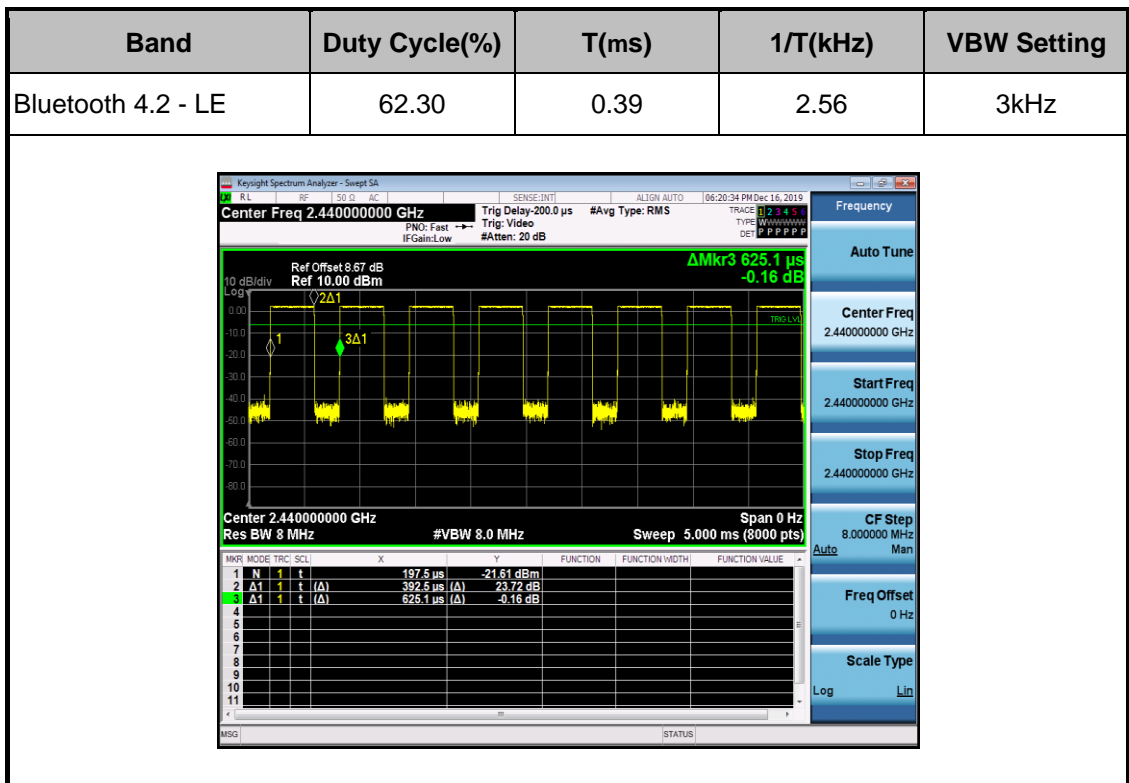 Band Duty Cycle(%) T(ms) 1/T(kHz) VBW Setting
Bluetooth 4.2 - LE 62.30 0.39 2.56 3kHz
Keysight Spectrum Analyzer - Swept SA
RL RF 50 Ω AC SENSE:INT ALIGN AUTO 06:20:34 PM Dec 16, 2019
Center Freq 2.440000000 GHz Trig Delay-200.0 µs #Avg Type: RMS TRACE 1 2 3 4 5 6
PNO: Fast Trig: Video TYPE WWWWWW
IFGain:Low #Atten: 20 dB DET P P P P P P
Frequency
Auto Tune
Center Freq
2.440000000 GHz
Start Freq
2.440000000 GHz
Stop Freq
2.440000000 GHz
CF Step
8.000000 MHz
Auto Man
Freq Offset
0 Hz
Scale Type
Log Lin
ΔMkr3 625.1 µs
-0.16 dB
Ref Offset 8.67 dB
10 dB/div Ref 10.00 dBm
Log
2Δ1
0.00
TRIG LVL
-10.0
1
3Δ1
-20.0
-30.0
-40.0
-50.0
-60.0
-70.0
-80.0
Center 2.440000000 GHz Span 0 Hz
Res BW 8 MHz #VBW 8.0 MHz Sweep 5.000 ms (8000 pts)
MKR MODE TRC SCL X Y FUNCTION FUNCTION WIDTH FUNCTION VALUE
1 N 1 t 197.5 µs -21.61 dBm
2 Δ1 1 t (Δ) 392.5 µs (Δ) 23.72 dB
3 Δ1 1 t (Δ) 625.1 µs (Δ) -0.16 dB
4
5
6
7
8
9
10
11
MSG STATUS